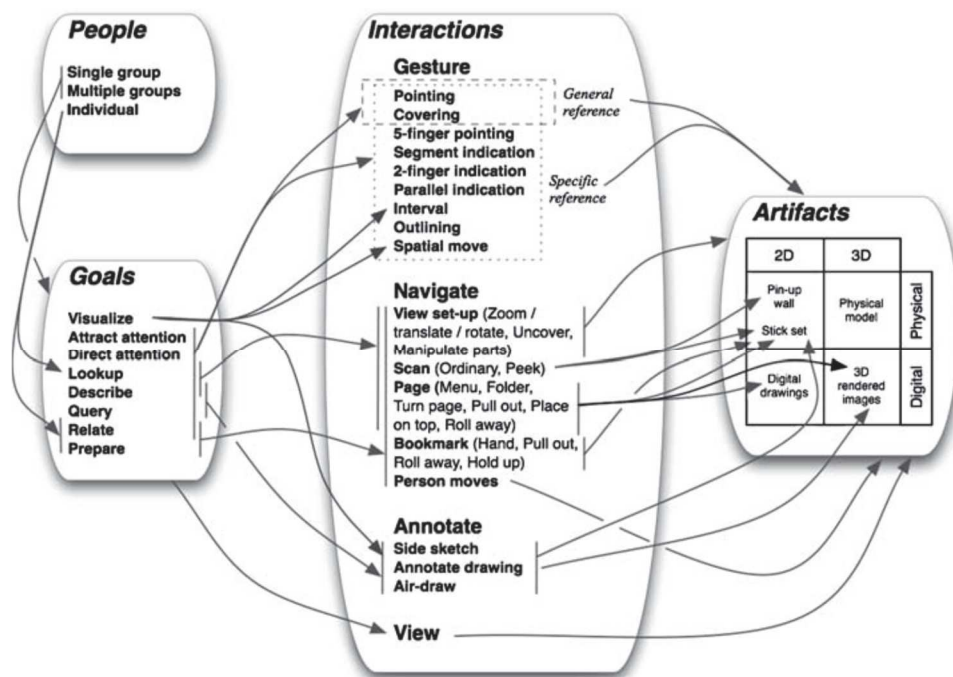 People
Single group
Multiple groups
Individual
Goals
Visualize
Attract attention
Direct attention
Lookup
Describe
Query
Relate
Prepare
Interactions
Gesture
Pointing
Covering
5-finger pointing
Segment indication
2-finger indication
Parallel indication
Interval
Outlining
Spatial move
General
reference
Specific
reference
Navigate
View set-up (Zoom /
translate / rotate, Uncover,
Manipulate parts)
Scan (Ordinary, Peek)
Page (Menu, Folder,
Turn page, Pull out, Place
on top, Roll away)
Bookmark (Hand, Pull out,
Roll away, Hold up)
Person moves
Annotate
Side sketch
Annotate drawing
Air-draw
View
Artifacts
2D
3D
Pin-up
wall
Stick set
Physical
model
Physical
Digital
drawings
3D
rendered
images
Digital